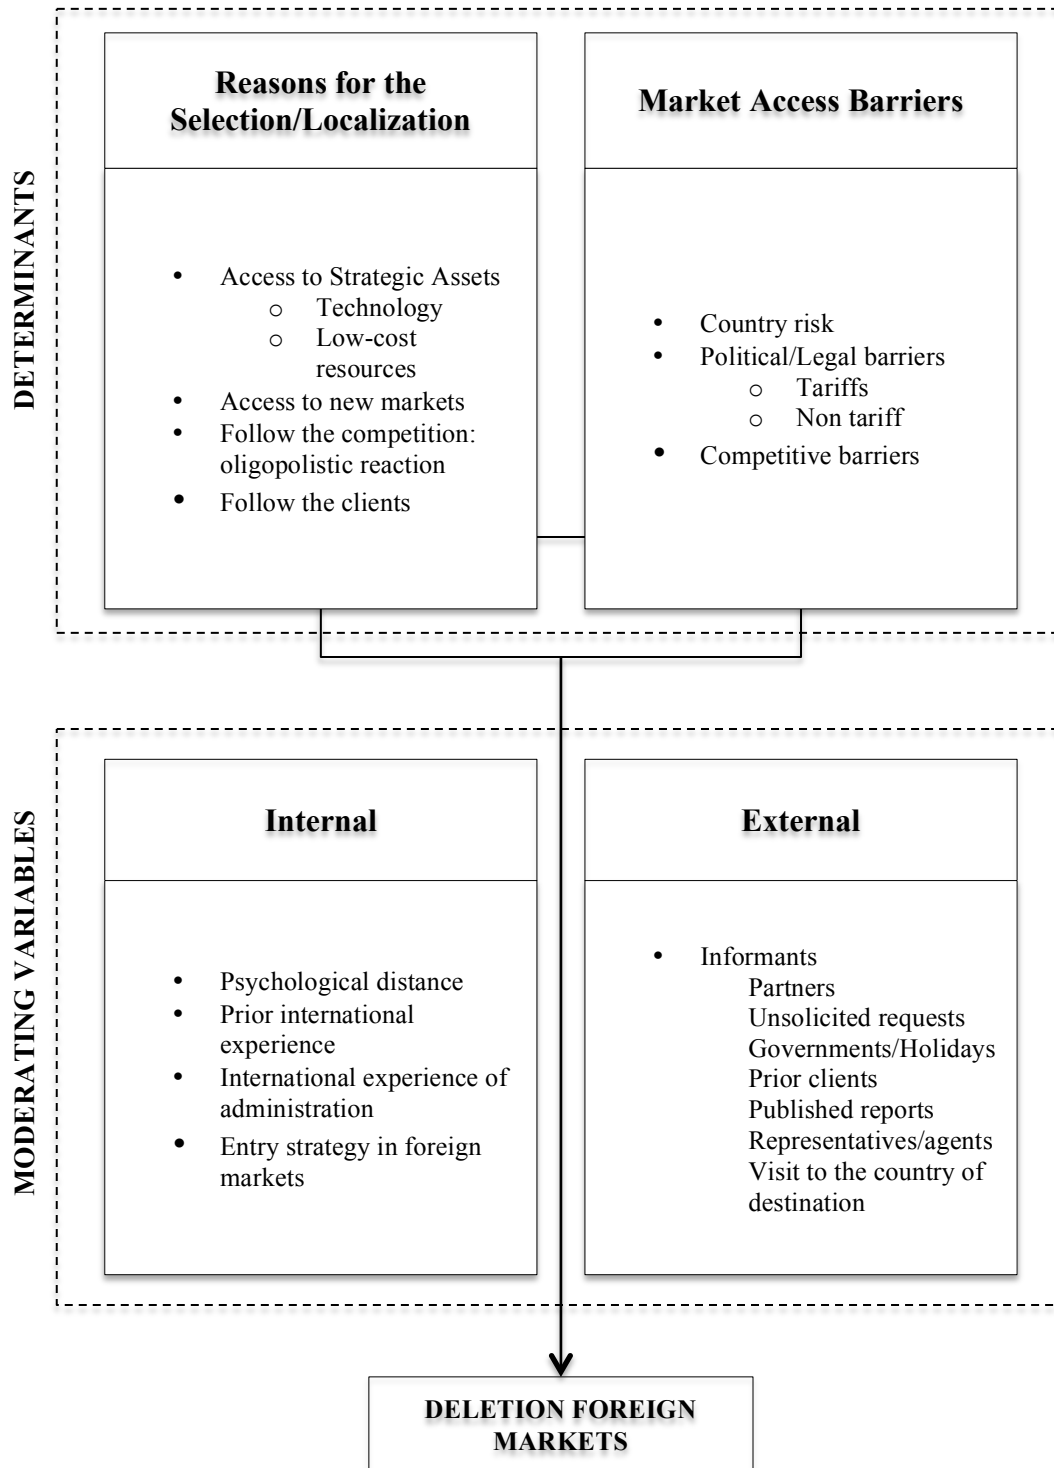 DETERMINANTS
Reasons for the
Selection/Localization
• Access to Strategic Assets
o Technology
o Low-cost
resources
• Access to new markets
• Follow the competition:
oligopolistic reaction
• Follow the clients
Market Access Barriers
• Country risk
• Political/Legal barriers
o Tariffs
o Non tariff
• Competitive barriers
MODERATING VARIABLES
Internal
• Psychological distance
• Prior international
experience
• International experience of
administration
• Entry strategy in foreign
markets
External
• Informants
Partners
Unsolicited requests
Governments/Holidays
Prior clients
Published reports
Representatives/agents
Visit to the country of
destination
DELETION FOREIGN
MARKETS